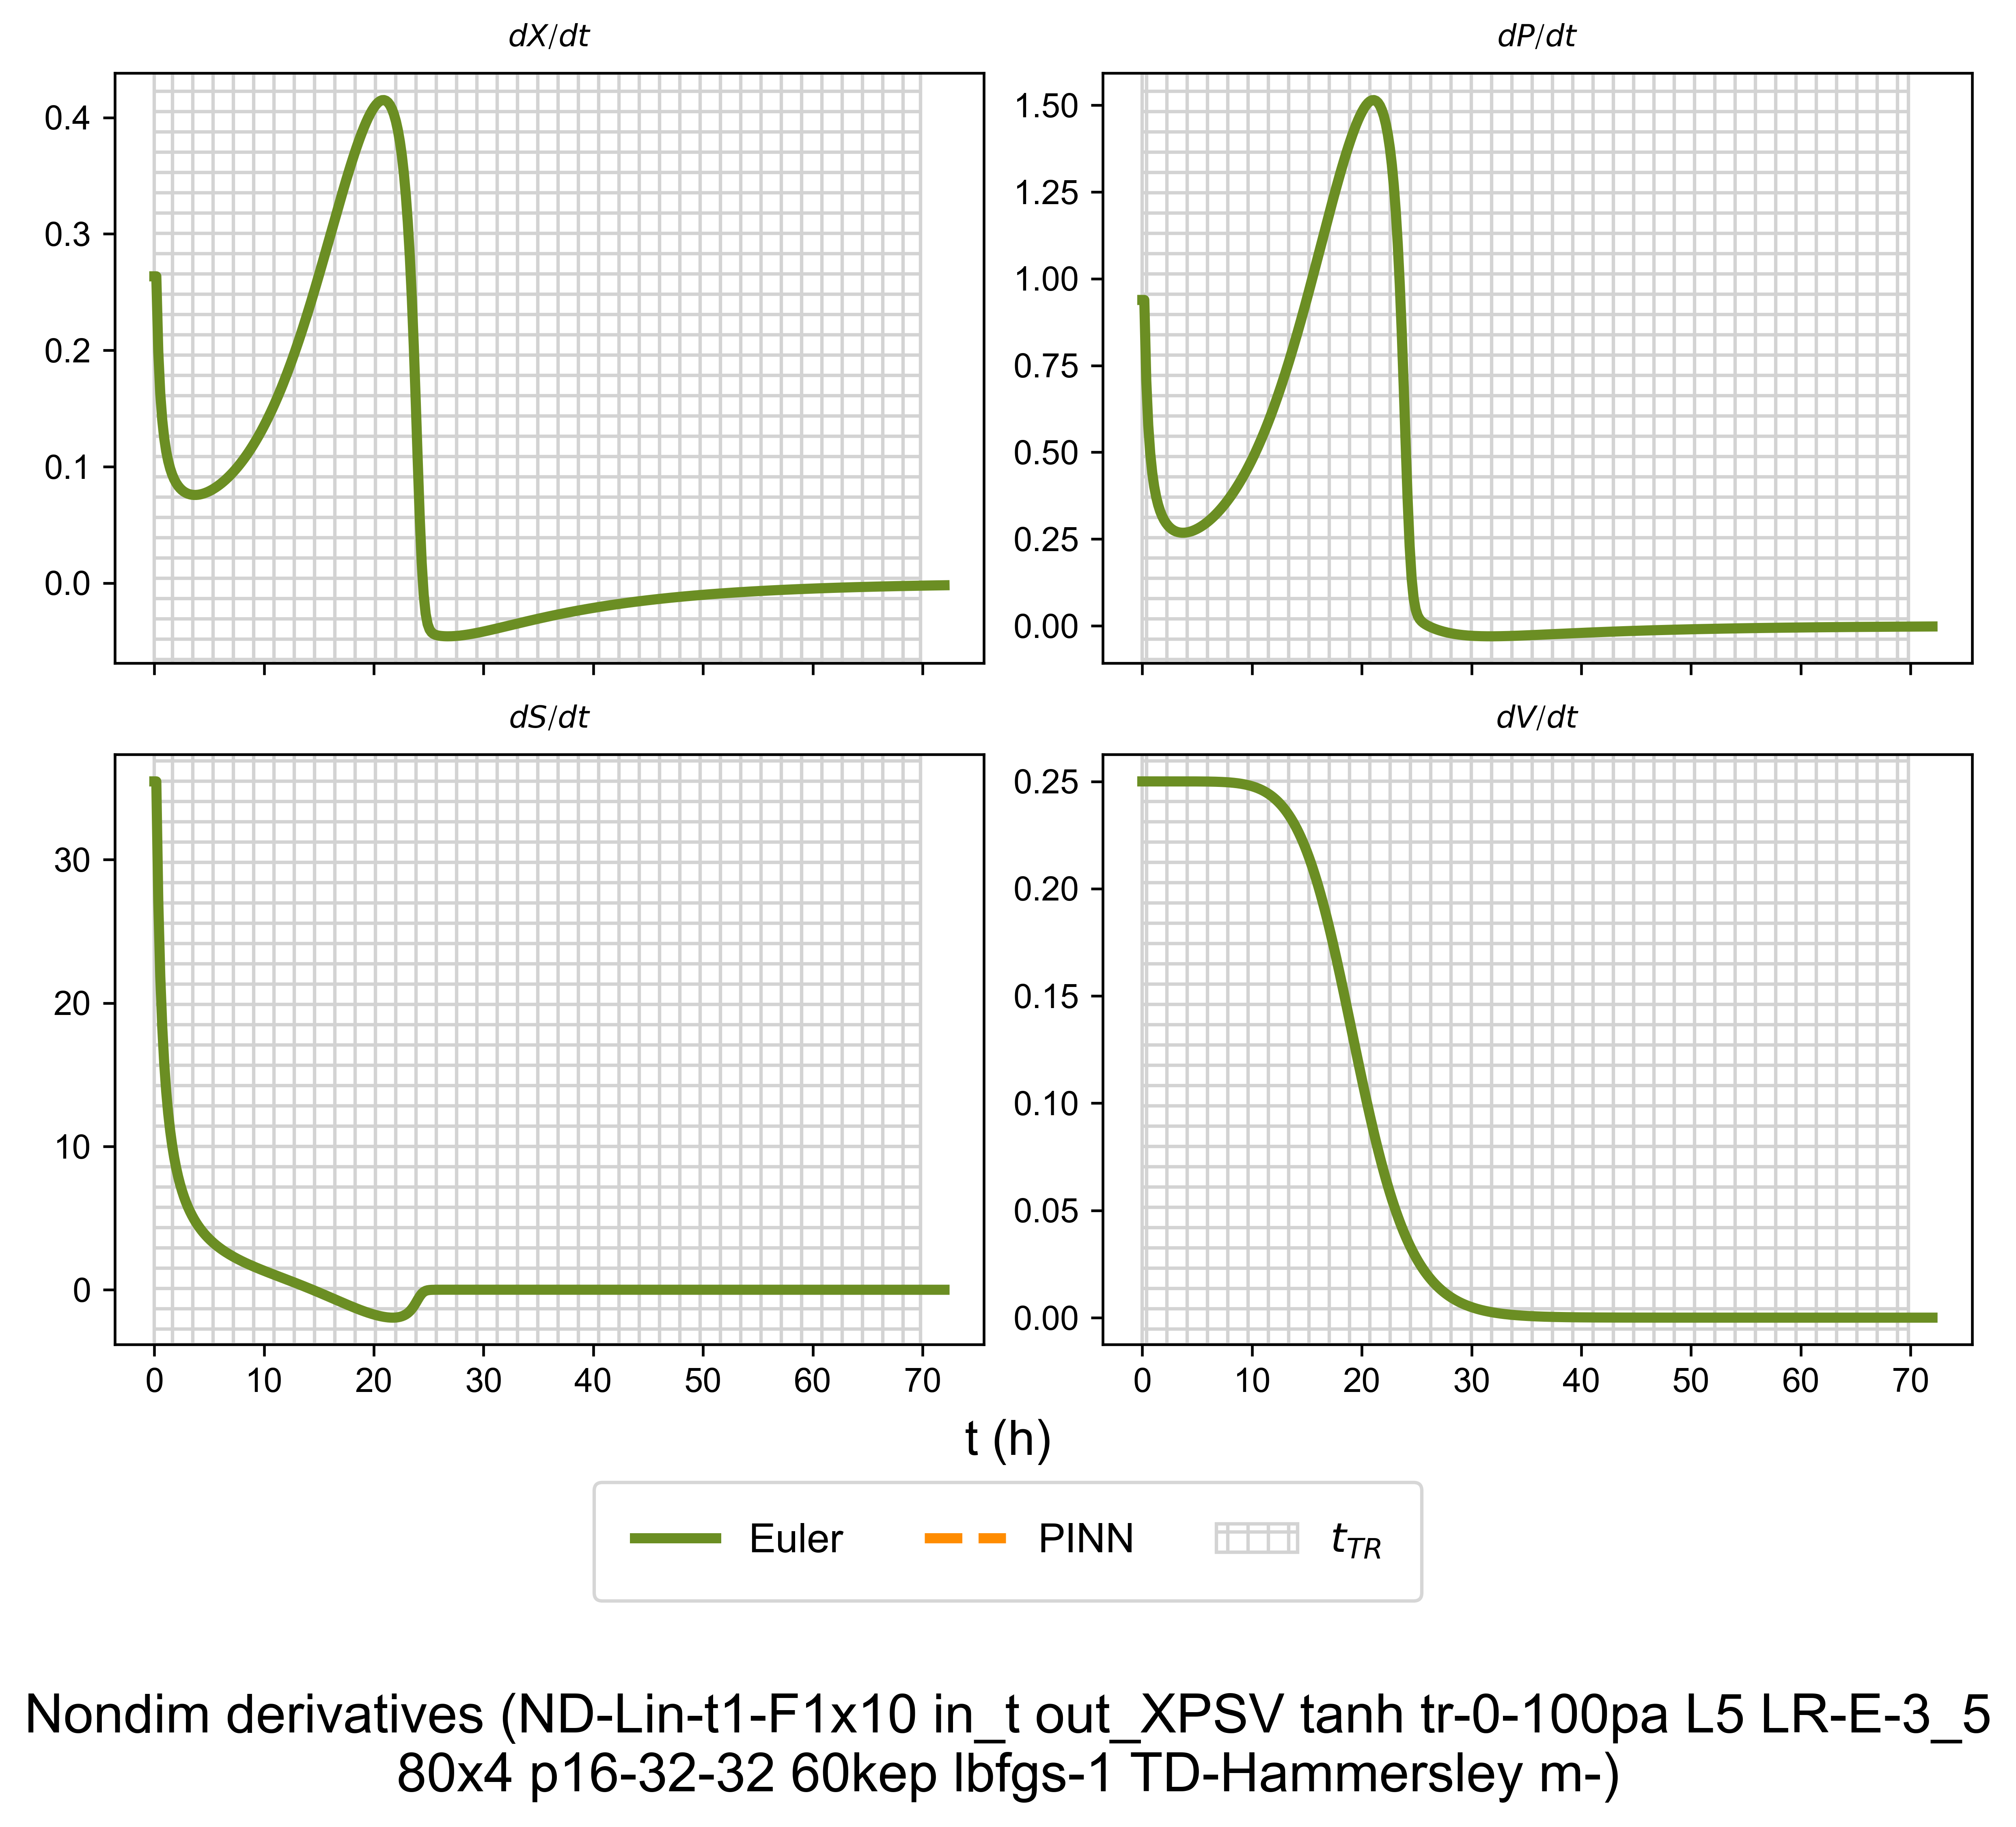 dX/dt
dP/dt
0.4
0.3
0.2
0.1
0.0
1.50
1.25
1.00
0.75
0.50
0.25
0.00
dS/dt
dV/dt
30
20
10
0
0.25
0.20
0.15
0.10
0.05
0.00
0 10 20 30 40 50 60 70
0 10 20 30 40 50 60 70
t (h)
Euler PINN t_TR
Nondim derivatives (ND-Lin-t1-F1x10 in_t out_XPSV tanh tr-0-100pa L5 LR-E-3_5
80x4 p16-32-32 60kep lbfgs-1 TD-Hammersley m-)